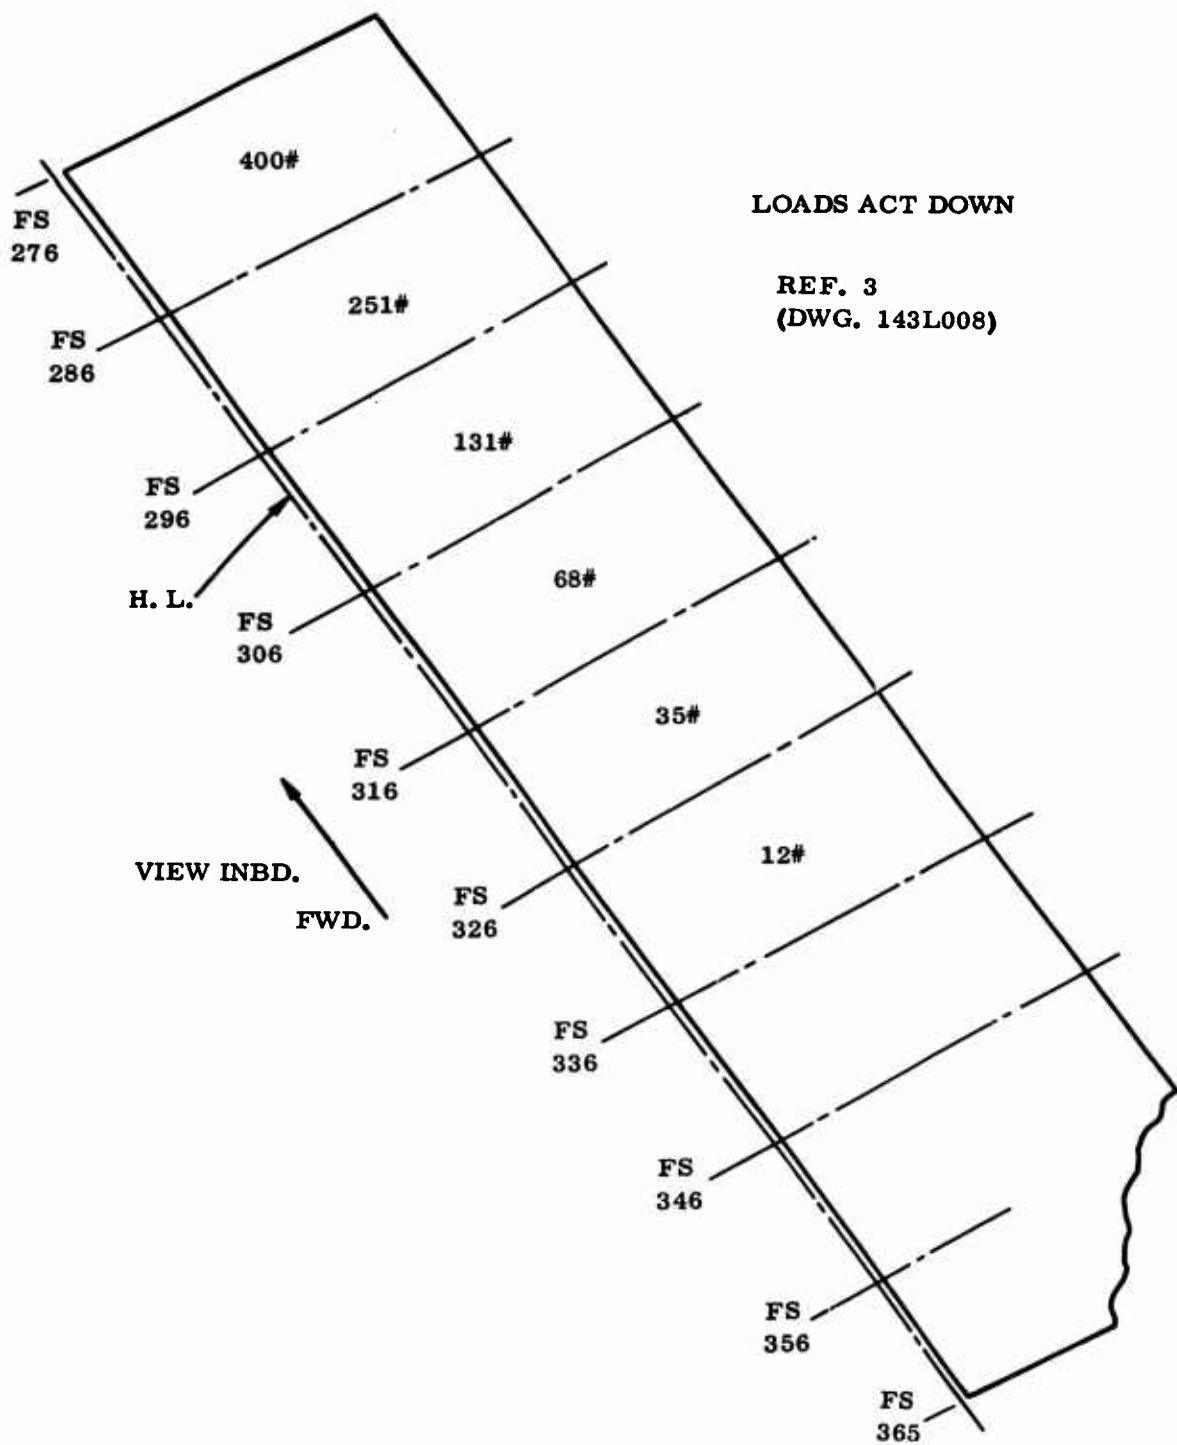 400#
LOADS ACT DOWN
FS
276
REF. 3
(DWG. 143L008)
251#
FS
286
131#
FS
296
H. L.
68#
FS
306
35#
FS
316
12#
VIEW INBD.
FWD.
FS
326
FS
336
FS
346
FS
356
FS
365